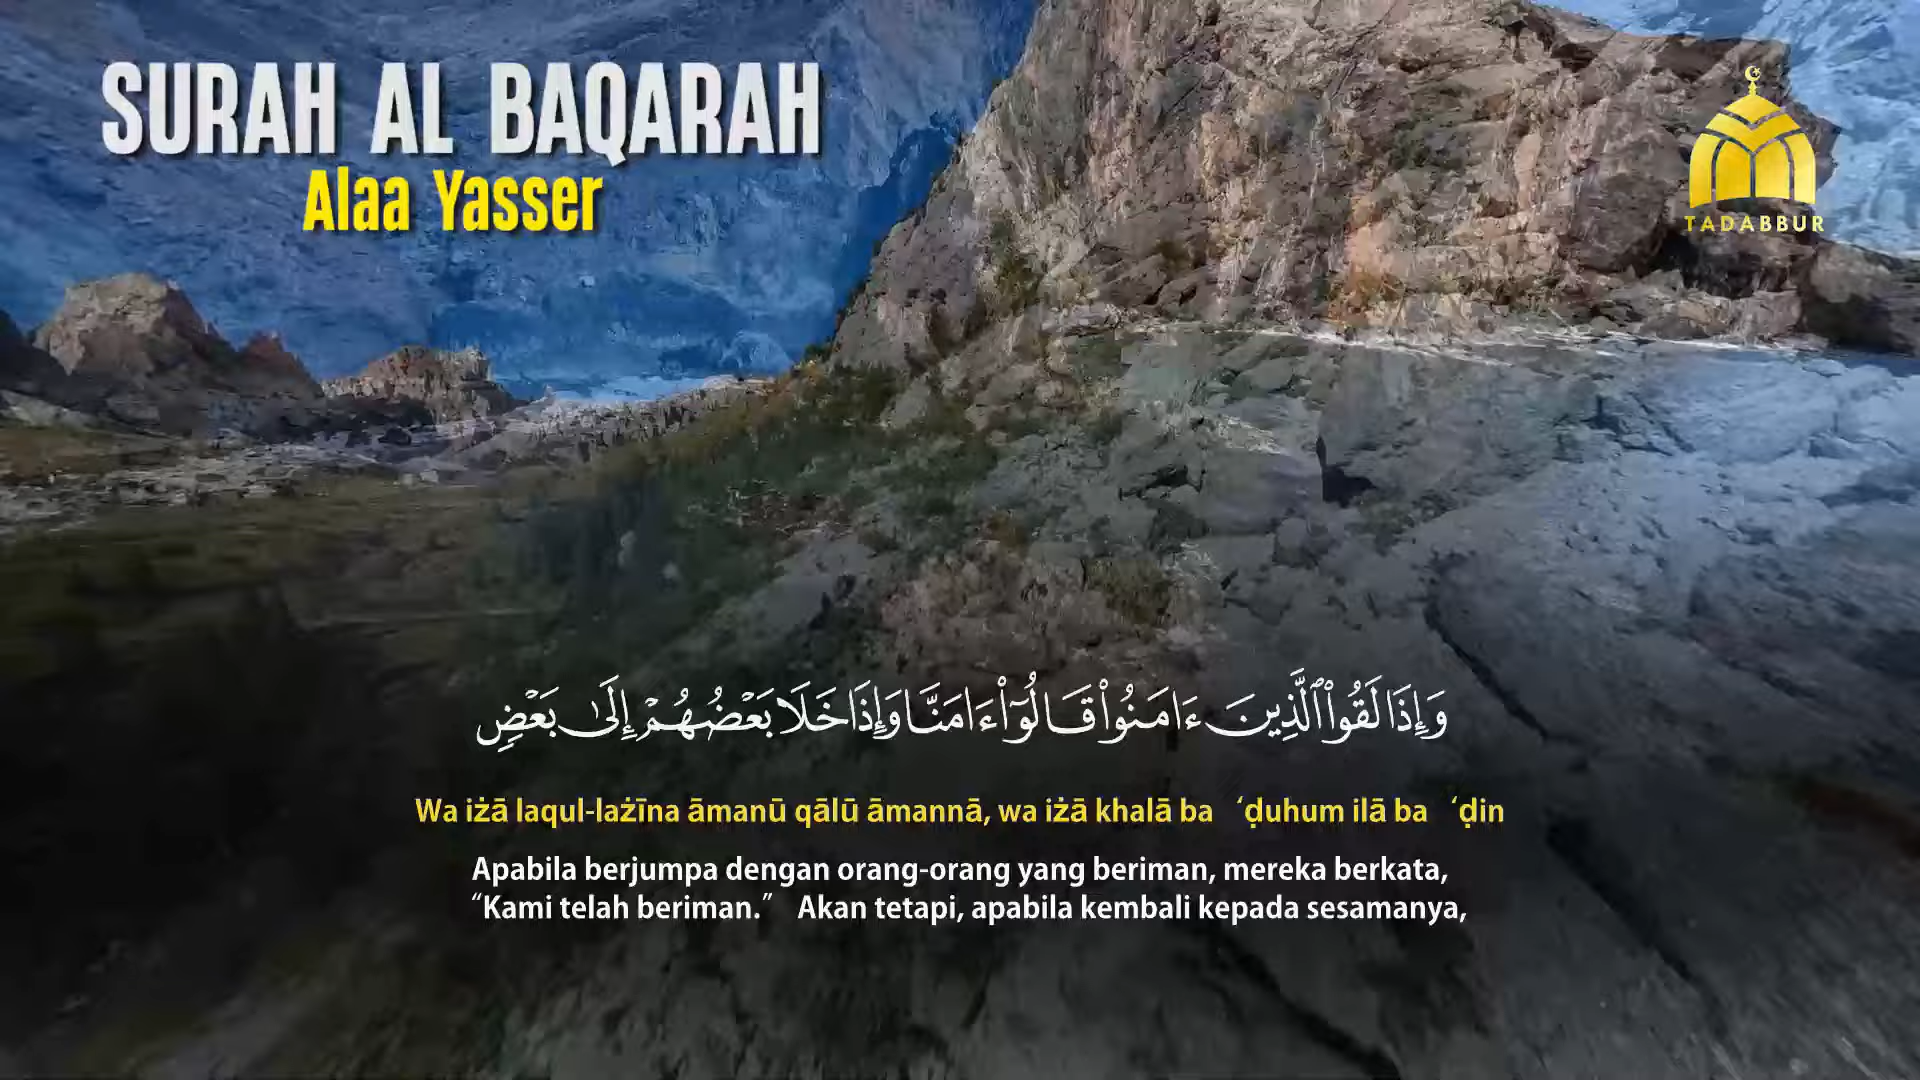 SURAH AL BAQARAH
Alaa Yasser
TADABBUR
وَإِذَا لَقُوا۟ ٱلَّذِينَ ءَامَنُوا۟ قَالُوٓا۟ ءَامَنَّا وَإِذَا خَلَا بَعْضُهُمْ إِلَىٰ بَعْضٍ
Wa iżā laqul-lażīna āmanū qālū āmannā, wa iżā khalā ba ‘ḍuhum ilā ba ‘ḍin
Apabila berjumpa dengan orang-orang yang beriman, mereka berkata,
“Kami telah beriman.” Akan tetapi, apabila kembali kepada sesamanya,